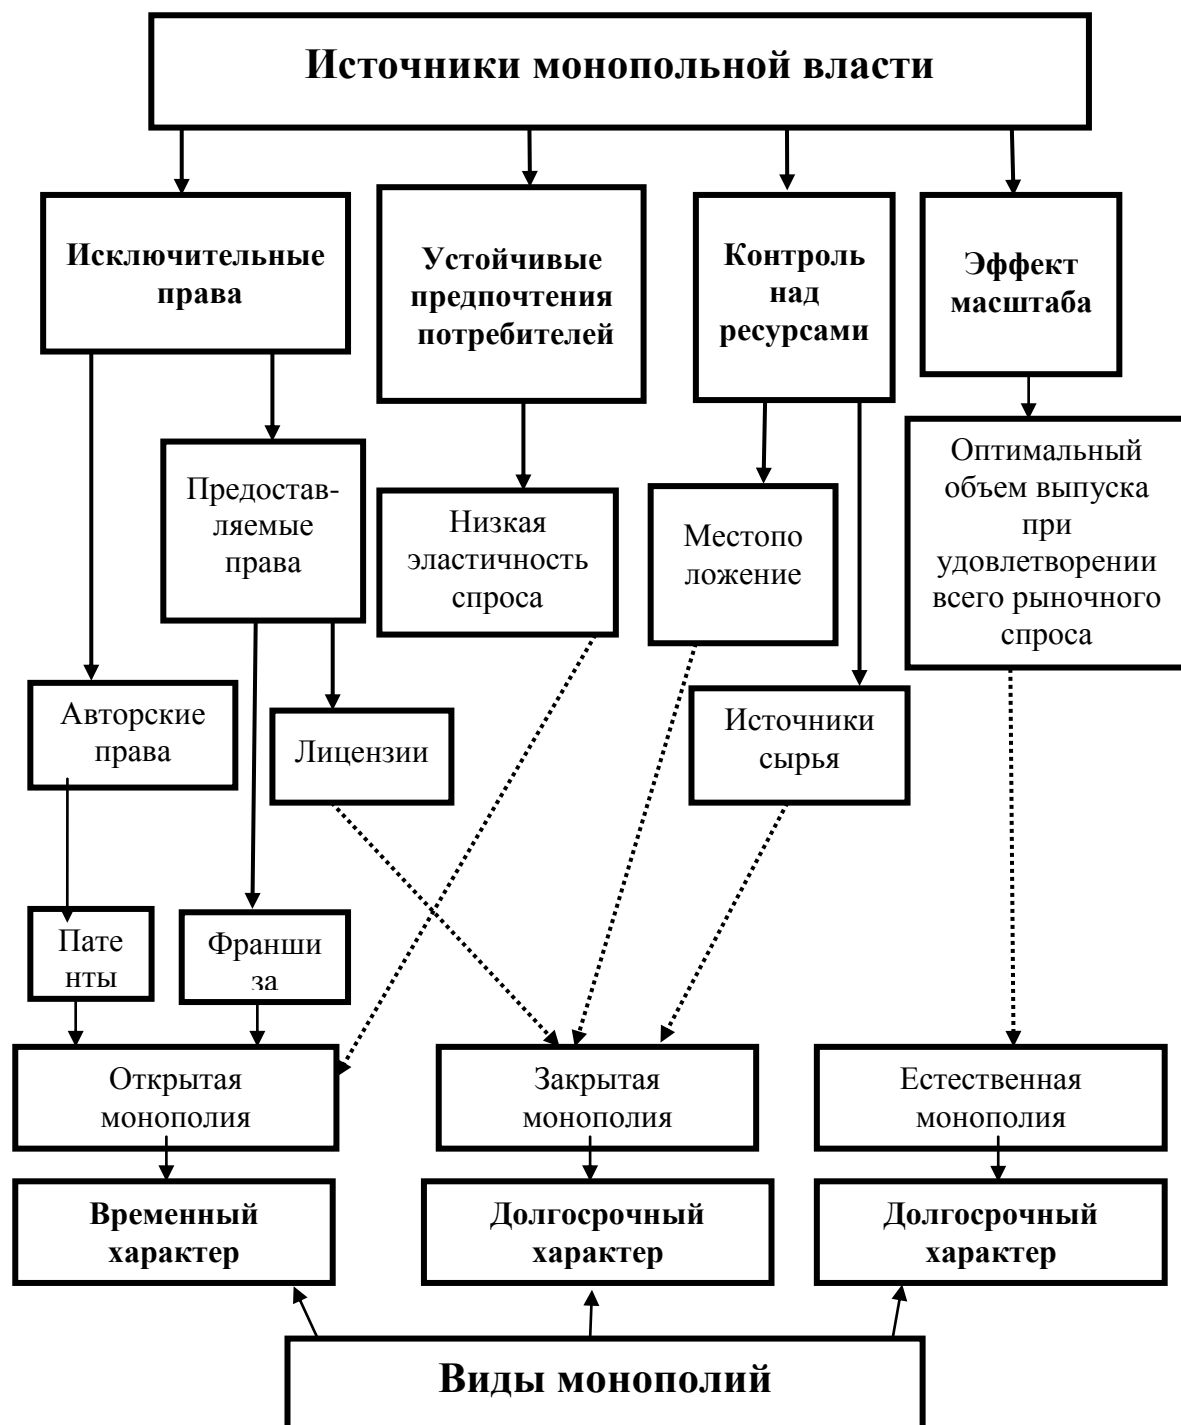 Источники монопольной власти
Исключительные
права
Устойчивые
предпочтения
потребителей
Контроль
над
ресурсами
Эффект
масштаба
Предостав-
ляемые
права
Низкая
эластичность
спроса
Местопо
ложение
Оптимальный
объем выпуска
при
удовлетворении
всего рыночного
спроса
Авторские
права
Лицензии
Источники
сырья
Пате
нты
Франши
за
Открытая
монополия
Закрытая
монополия
Естественная
монополия
Временный
характер
Долгосрочный
характер
Долгосрочный
характер
Виды монополий